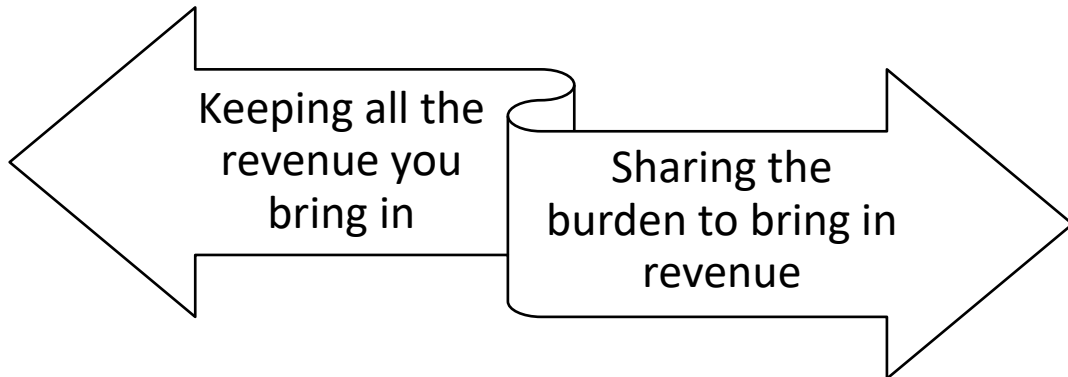 Keeping all the
revenue you
bring in
Sharing the
burden to bring in
revenue